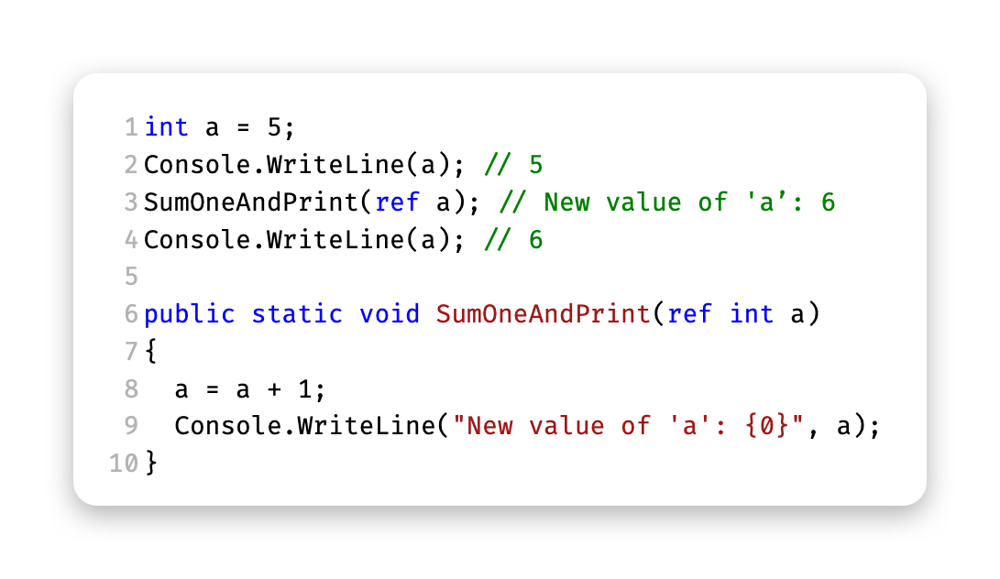 1 int a = 5;
2 Console.WriteLine(a); // 5
3 SumOneAndPrint(ref a); // New value of 'a’: 6
4 Console.WriteLine(a); // 6
5
6 public static void SumOneAndPrint(ref int a)
7 {
8   a = a + 1;
9   Console.WriteLine("New value of 'a': {0}", a);
10 }